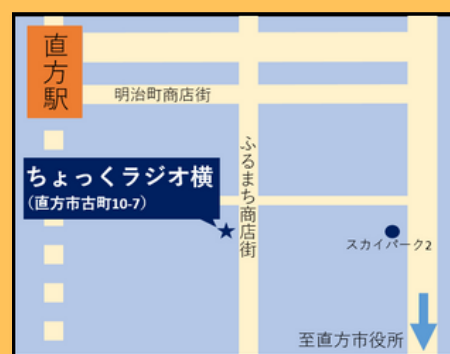 直方駅
明治町商店街
ふるまち商店街
ちょっくラジオ横
（直方市古町10-7）
スカイパーク2
至直方市役所